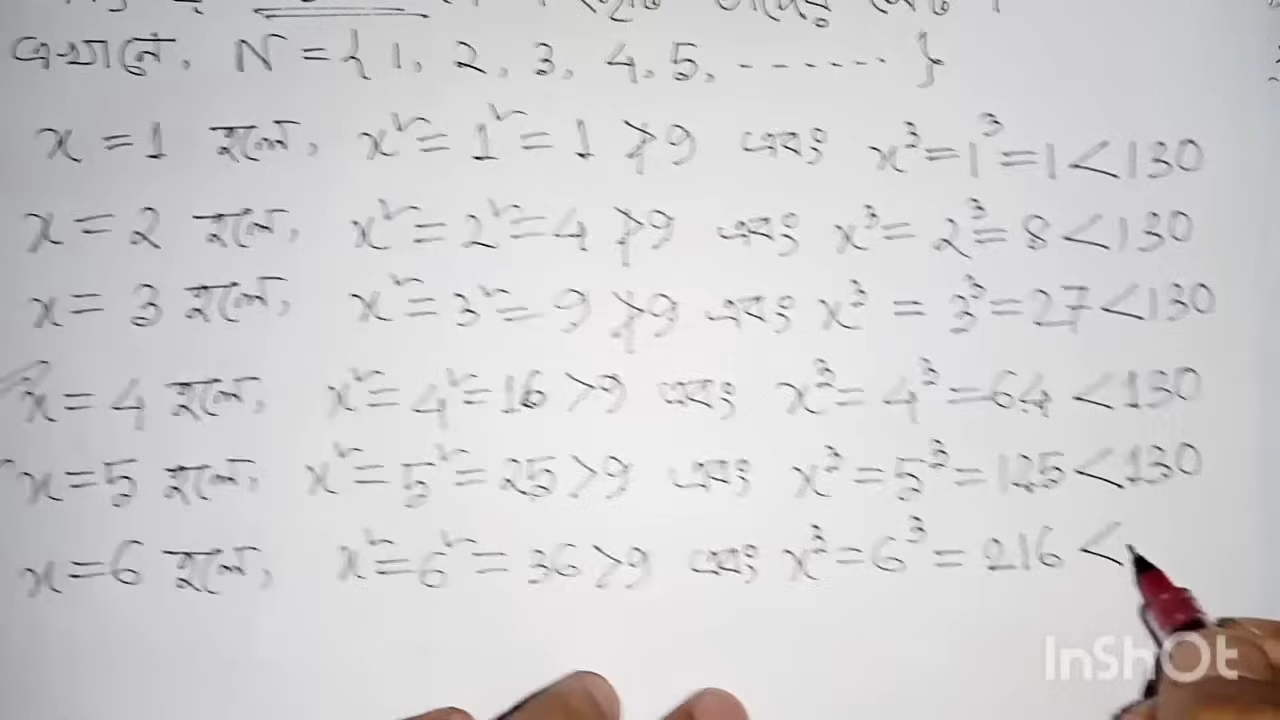 এখানে, N = {1, 2, 3, 4, 5, ------- }
x = 1 হলে, x² = 1² = 1 ≯ 9 এবং x³ = 1³ = 1 < 130
x = 2 হলে, x² = 2² = 4 ≯ 9 এবং x³ = 2³ = 8 < 130
x = 3 হলে, x² = 3² = 9 ≯ 9 এবং x³ = 3³ = 27 < 130
x = 4 হলে, x² = 4² = 16 > 9 এবং x³ = 4³ = 64 < 130
x = 5 হলে, x² = 5² = 25 > 9 এবং x³ = 5³ = 125 < 130
x = 6 হলে, x² = 6² = 36 > 9 এবং x³ = 6³ = 216 <
InShOt